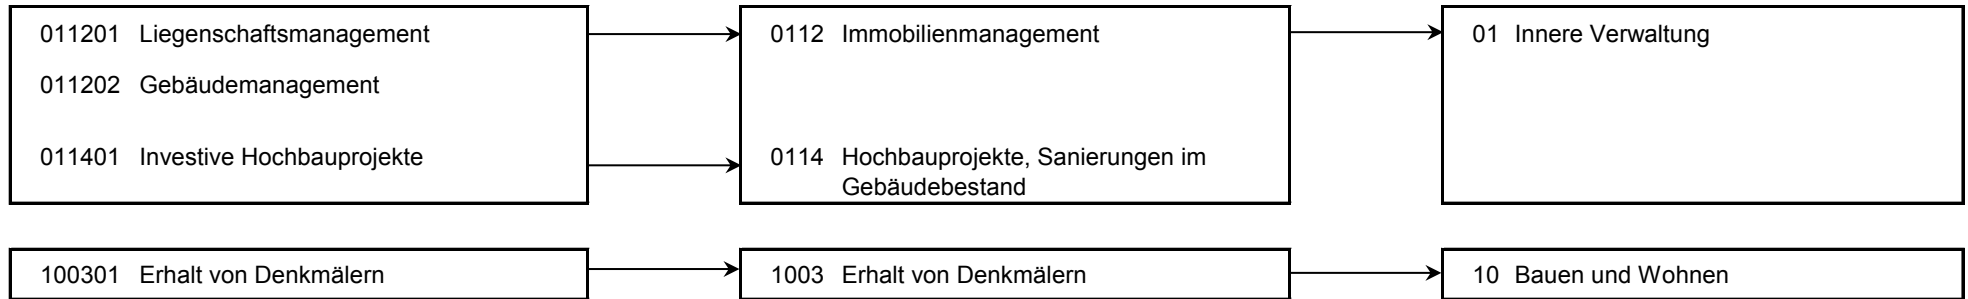 011201 Liegenschaftsmanagement
0112 Immobilienmanagement
01 Innere Verwaltung
011202 Gebäudemanagement
011401 Investive Hochbauprojekte
0114 Hochbauprojekte, Sanierungen im
Gebäudebestand
100301 Erhalt von Denkmälern
1003 Erhalt von Denkmälern
10 Bauen und Wohnen